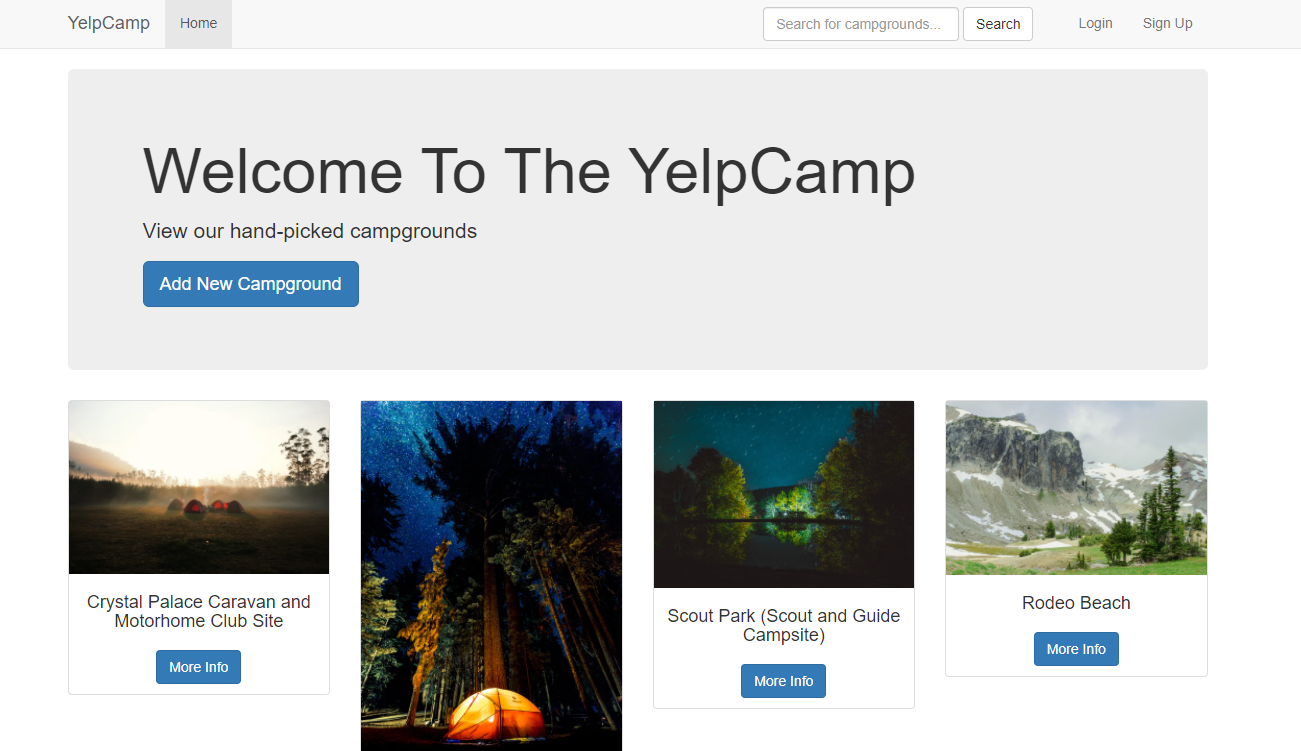 YelpCamp Home Search for campgrounds... Search Login Sign Up
Welcome To The YelpCamp
View our hand-picked campgrounds
Add New Campground
Crystal Palace Caravan and
Motorhome Club Site
More Info
Scout Park (Scout and Guide
Campsite)
More Info
Rodeo Beach
More Info